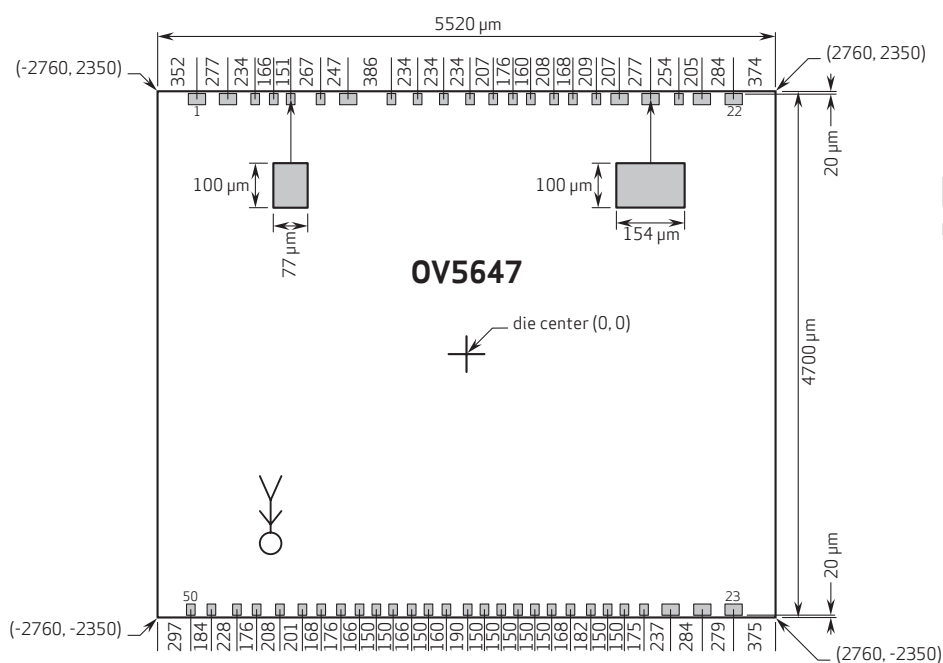 5520 µm
(-2760, 2350)
(2760, 2350)
352 277 234 166 151 267 247 386 234 234 234 207 176 160 208 168 209 207 277 254 205 284 374
1
22
20 µm
100 µm
100 µm
77 µm
154 µm
OV5647
die center (0, 0)
4700 µm
20 µm
50
23
(-2760, -2350)
297 184 228 176 208 201 168 176 166 150 150 166 150 160 190 150 150 150 150 150 168 182 150 150 175 237 284 279 375
(2760, -2350)